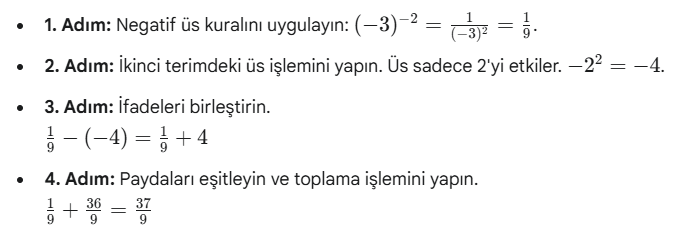 • 1. Adım: Negatif üs kuralını uygulayın: $(-3)^{-2} = \frac{1}{(-3)^2} = \frac{1}{9}$.
• 2. Adım: İkinci terimdeki üs işlemini yapın. Üs sadece 2'yi etkiler. $-2^2 = -4$.
• 3. Adım: İfadeleri birleştirin.
$\frac{1}{9} - (-4) = \frac{1}{9} + 4$
• 4. Adım: Paydaları eşitleyin ve toplama işlemini yapın.
$\frac{1}{9} + \frac{36}{9} = \frac{37}{9}$